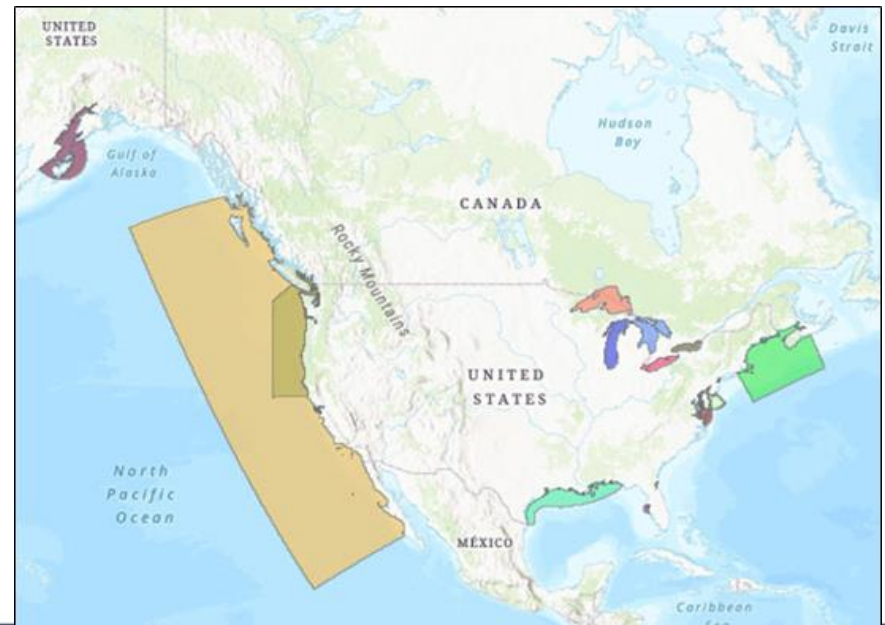 UNITED
STATES
Davis
Strait
Hudson
Bay
Gulf of
Alaska
CANADA
Rocky Mountains
UNITED
STATES
North
Pacific
Ocean
MÉXICO
Caribbean
Sea